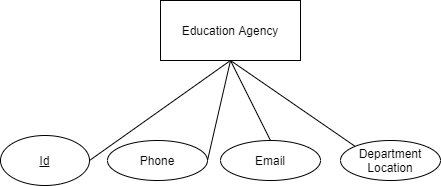 Education Agency
Id
Phone
Email
Department
Location